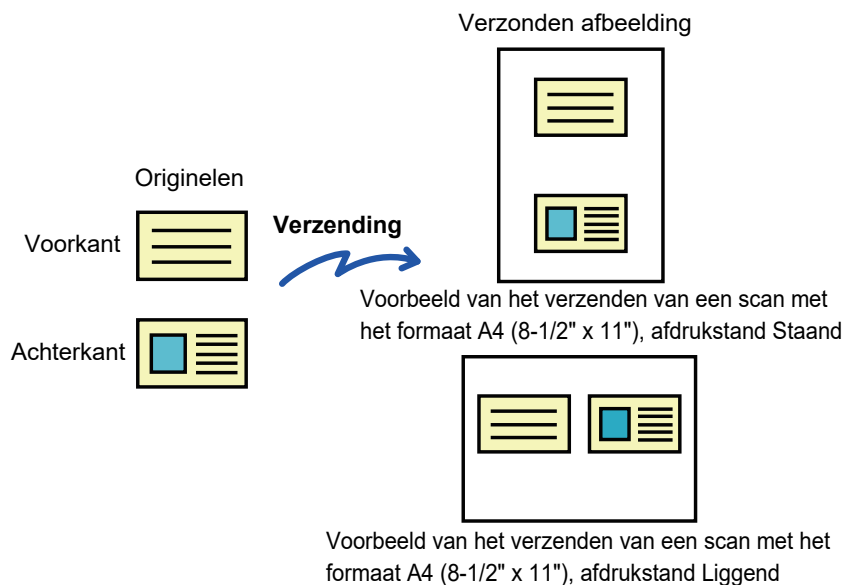 Verzonden afbeelding
Originelen
Voorkant
Verzending
Achterkant
Voorbeeld van het verzenden van een scan met
het formaat A4 (8-1/2" x 11"), afdrukstand Staand
Voorbeeld van het verzenden van een scan met het
formaat A4 (8-1/2" x 11"), afdrukstand Liggend